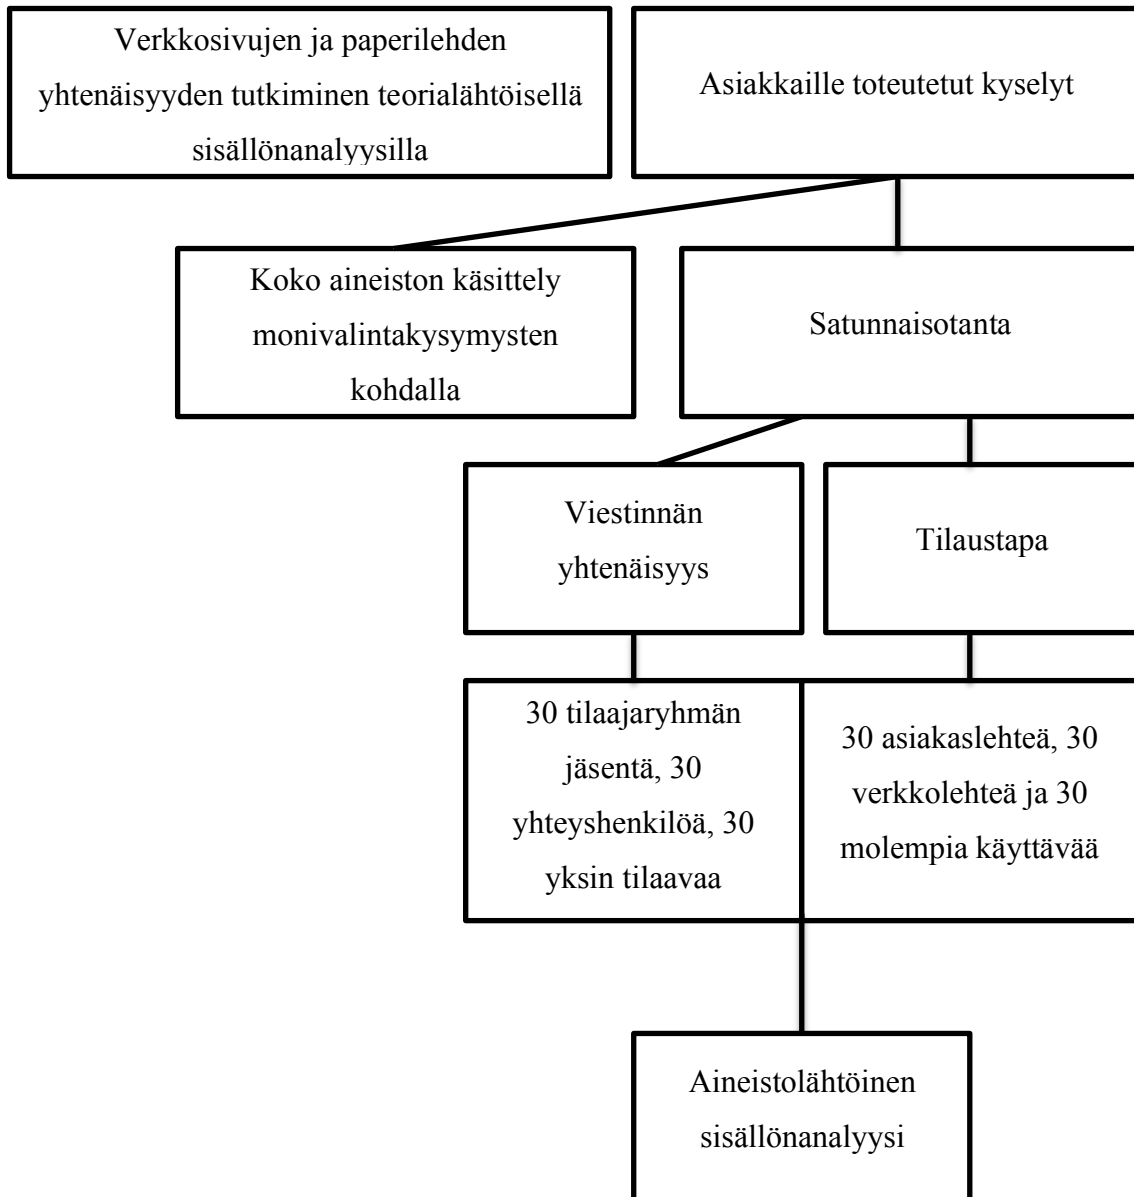 Verkkosivujen ja paperilehden
yhtenäisyyden tutkiminen teorialähtöisellä
sisällönanalyysilla
Asiakkaille toteutetut kyselyt
Koko aineiston käsittely
monivalintakysymysten
kohdalla
Satunnaisotanta
Viestinnän
yhtenäisyys
Tilaustapa
30 tilaajaryhmän
jäsentä, 30
yhteyshenkilöä, 30
yksin tilaavaa
30 asiakaslehteä, 30
verkkolehteä ja 30
molempia käyttävää
Aineistolähtöinen
sisällönanalyysi